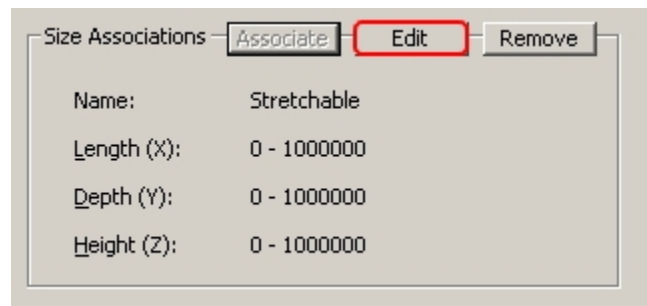 Size Associations Associate Edit Remove
Name: Stretchable
Length (X): 0 - 1000000
Depth (Y): 0 - 1000000
Height (Z): 0 - 1000000